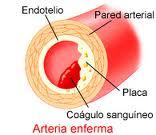 Endotelio
Pared arterial
Placa
Coágulo sanguíneo
Arteria enferma